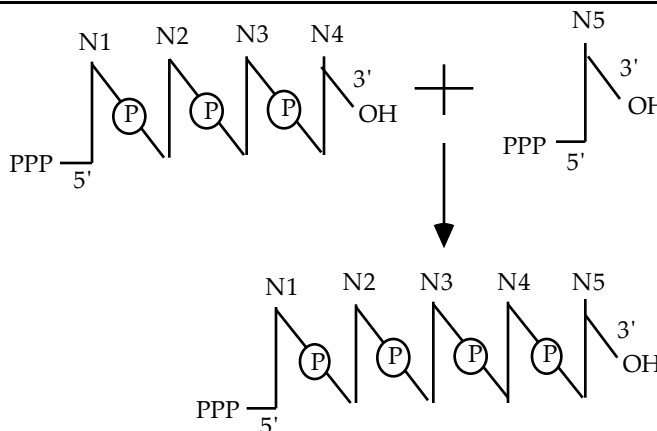 N1 N2 N3 N4 N5
3' 3'
P P P OH OH
PPP 5' PPP 5'
N1 N2 N3 N4 N5
3'
P P P P OH
PPP 5'